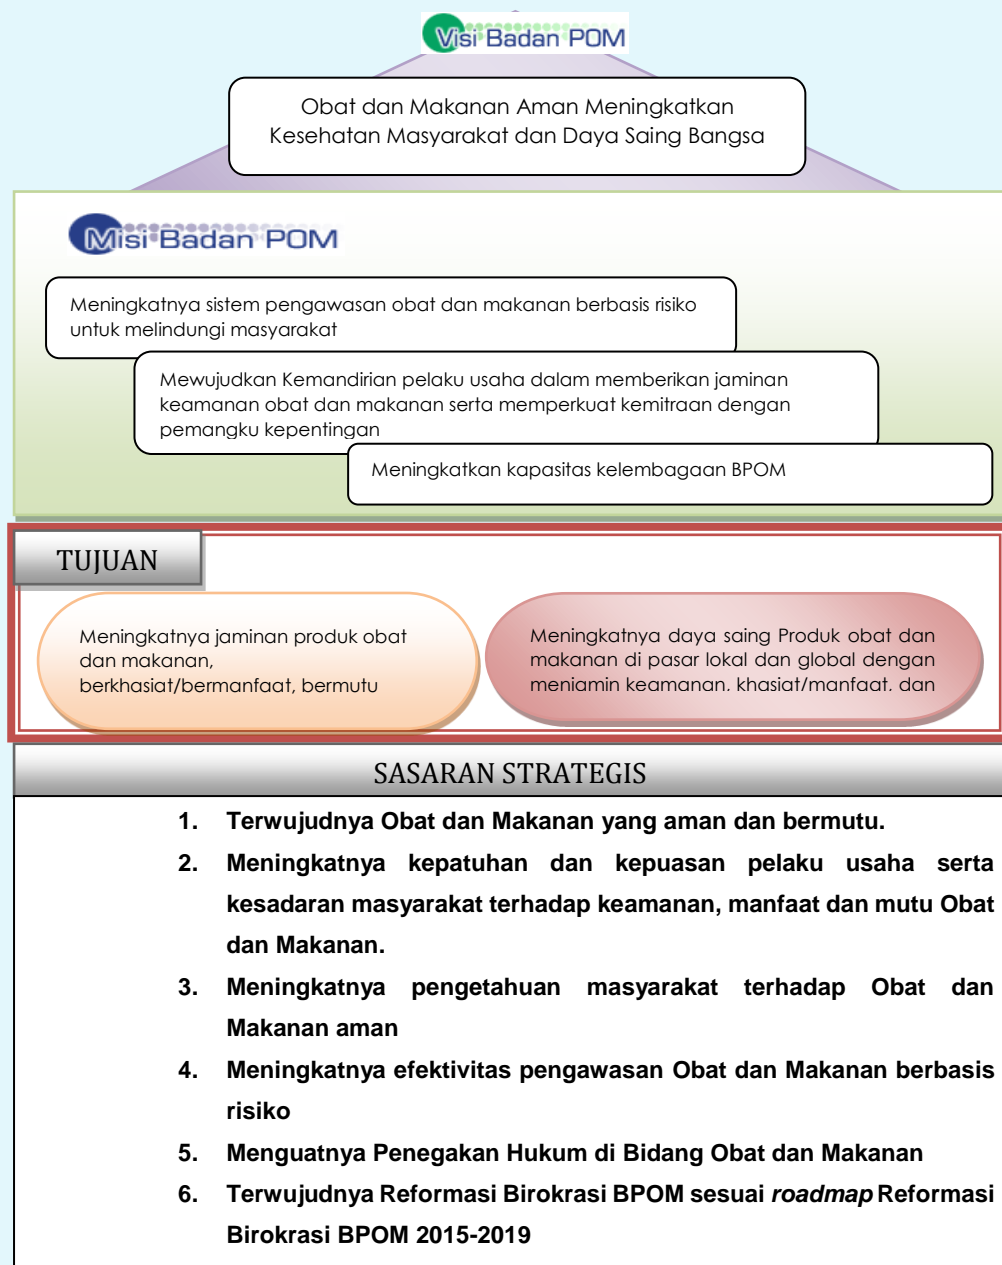 Visi Badan POM
Obat dan Makanan Aman Meningkatkan
Kesehatan Masyarakat dan Daya Saing Bangsa
Misi Badan POM
Meningkatnya sistem pengawasan obat dan makanan berbasis risiko
untuk melindungi masyarakat
Mewujudkan Kemandirian pelaku usaha dalam memberikan jaminan
keamanan obat dan makanan serta memperkuat kemitraan dengan
pemangku kepentingan
Meningkatkan kapasitas kelembagaan BPOM
TUJUAN
Meningkatnya jaminan produk obat
dan makanan,
berkhasiat/bermanfaat, bermutu
Meningkatnya daya saing Produk obat dan
makanan di pasar lokal dan global dengan
menjamin keamanan, khasiat/manfaat, dan
SASARAN STRATEGIS
1. Terwujudnya Obat dan Makanan yang aman dan bermutu.
2. Meningkatnya kepatuhan dan kepuasan pelaku usaha serta
kesadaran masyarakat terhadap keamanan, manfaat dan mutu Obat
dan Makanan.
3. Meningkatnya pengetahuan masyarakat terhadap Obat dan
Makanan aman
4. Meningkatnya efektivitas pengawasan Obat dan Makanan berbasis
risiko
5. Menguatnya Penegakan Hukum di Bidang Obat dan Makanan
6. Terwujudnya Reformasi Birokrasi BPOM sesuai roadmap Reformasi
Birokrasi BPOM 2015-2019